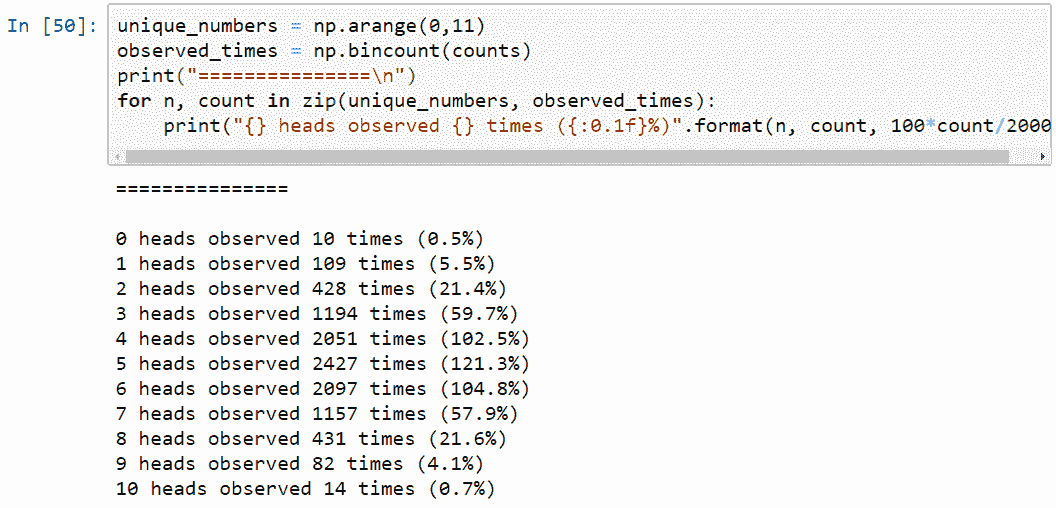 In [50]: unique_numbers = np.arange(0,11)
observed_times = np.bincount(counts)
print("===============\n")
for n, count in zip(unique_numbers, observed_times):
    print("{} heads observed {} times ({:0.1f}%)".format(n, count, 100*count/2000
===============
0 heads observed 10 times (0.5%)
1 heads observed 109 times (5.5%)
2 heads observed 428 times (21.4%)
3 heads observed 1194 times (59.7%)
4 heads observed 2051 times (102.5%)
5 heads observed 2427 times (121.3%)
6 heads observed 2097 times (104.8%)
7 heads observed 1157 times (57.9%)
8 heads observed 431 times (21.6%)
9 heads observed 82 times (4.1%)
10 heads observed 14 times (0.7%)